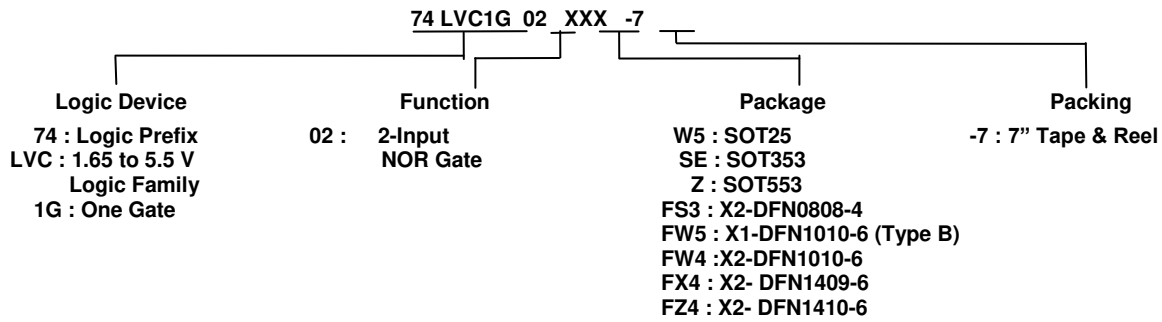 74 LVC1G 02 XXX -7
Logic Device Function Package Packing
74 : Logic Prefix 02 : 2-Input W5 : SOT25 -7 : 7” Tape & Reel
LVC : 1.65 to 5.5 V NOR Gate SE : SOT353
Logic Family Z : SOT553
1G : One Gate FS3 : X2-DFN0808-4
FW5 : X1-DFN1010-6 (Type B)
FW4 :X2-DFN1010-6
FX4 : X2- DFN1409-6
FZ4 : X2- DFN1410-6